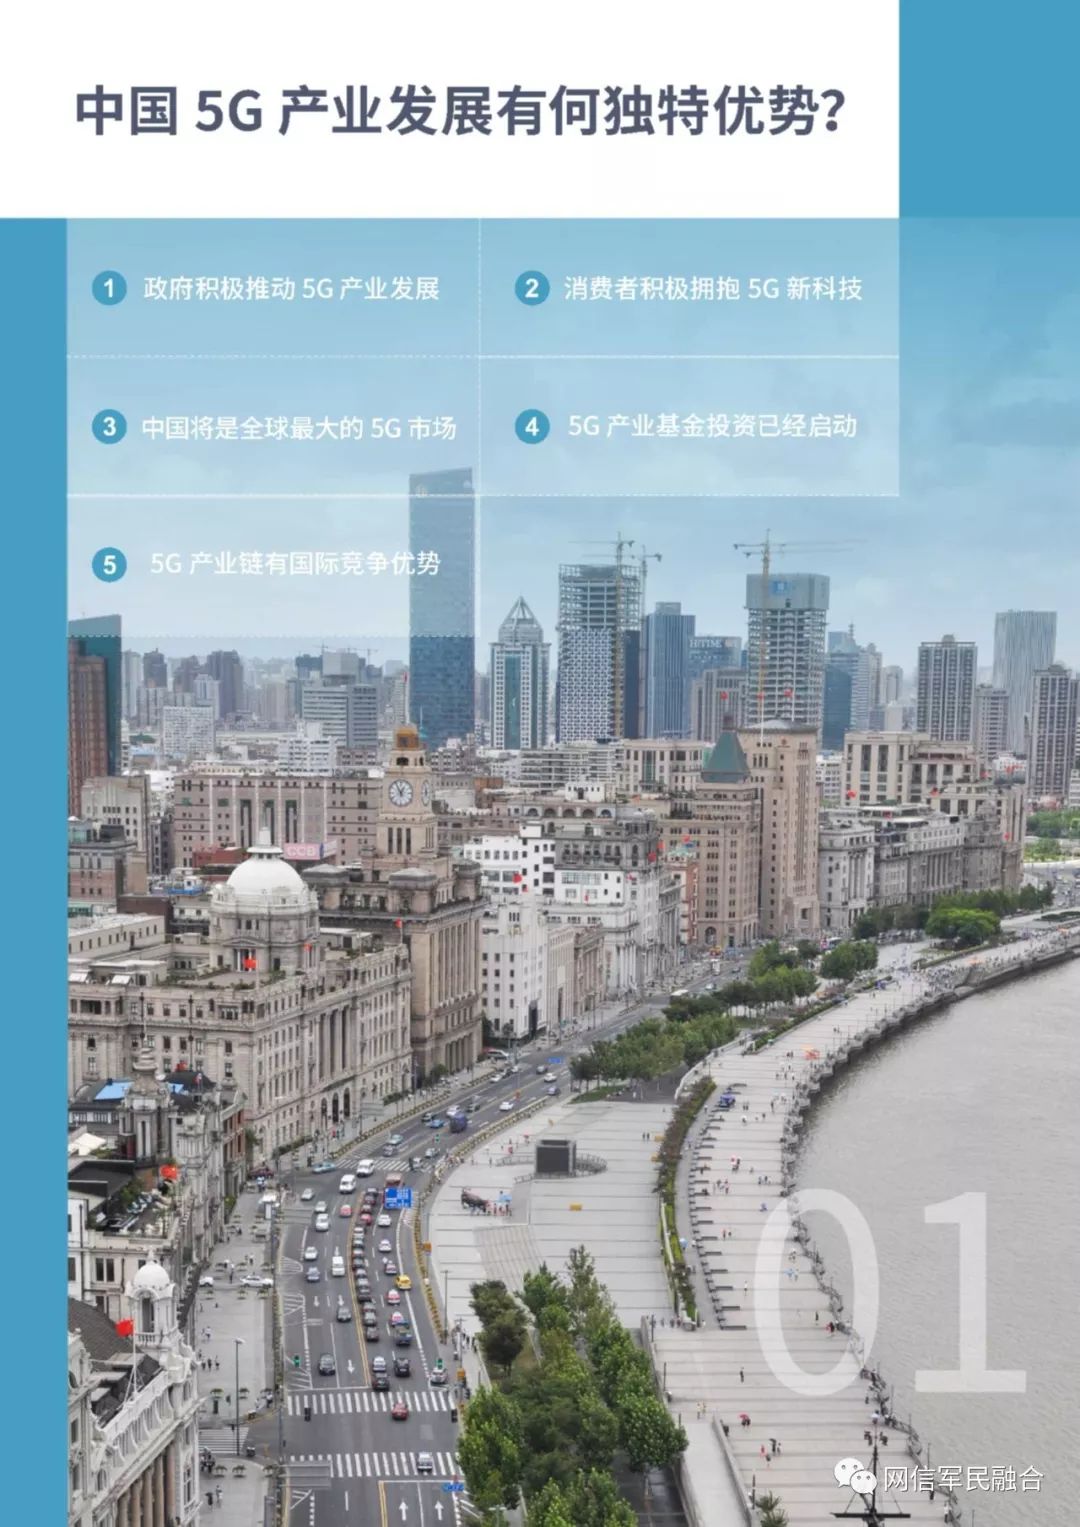 中国 5G 产业发展有何独特优势？
1 政府积极推动 5G 产业发展
2 消费者积极拥抱 5G 新科技
3 中国将是全球最大的 5G 市场
4 5G 产业基金投资已经启动
5 5G 产业链有国际竞争优势
CCB
01
网信军民融合